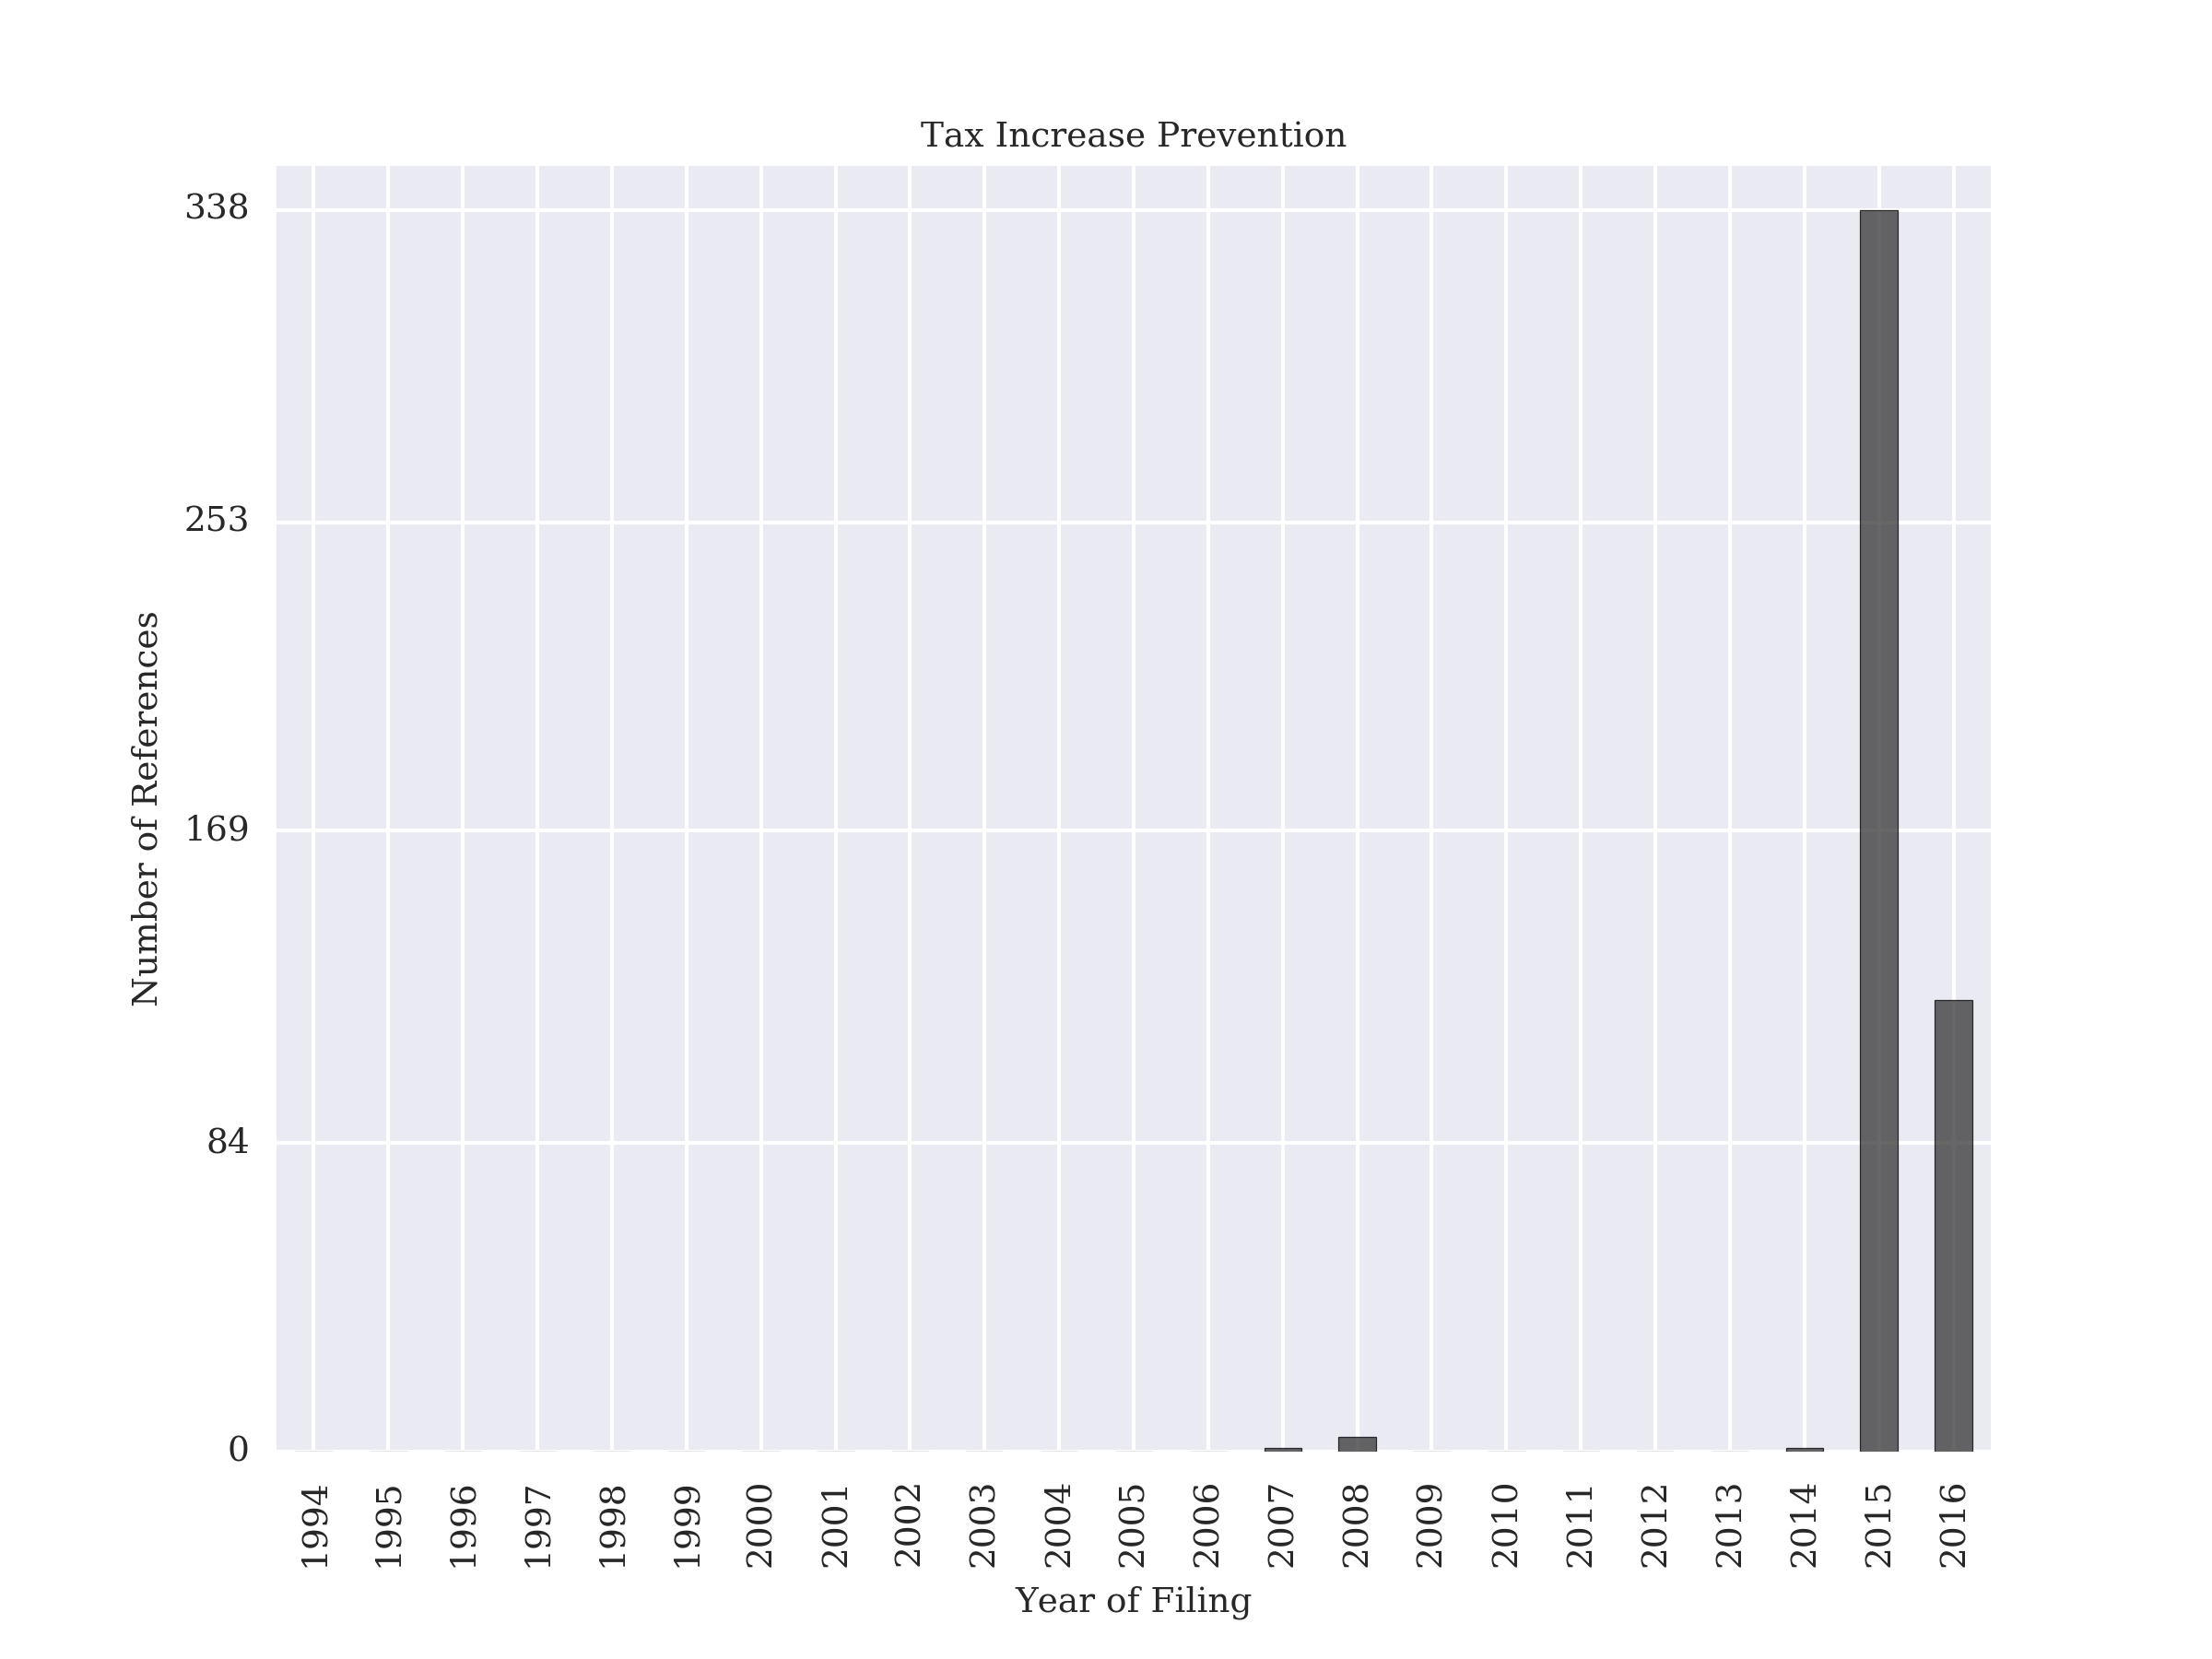 Tax Increase Prevention
338
253
169
84
0
Number of References
1994 1995 1996 1997 1998 1999 2000 2001 2002 2003 2004 2005 2006 2007 2008 2009 2010 2011 2012 2013 2014 2015 2016
Year of Filing